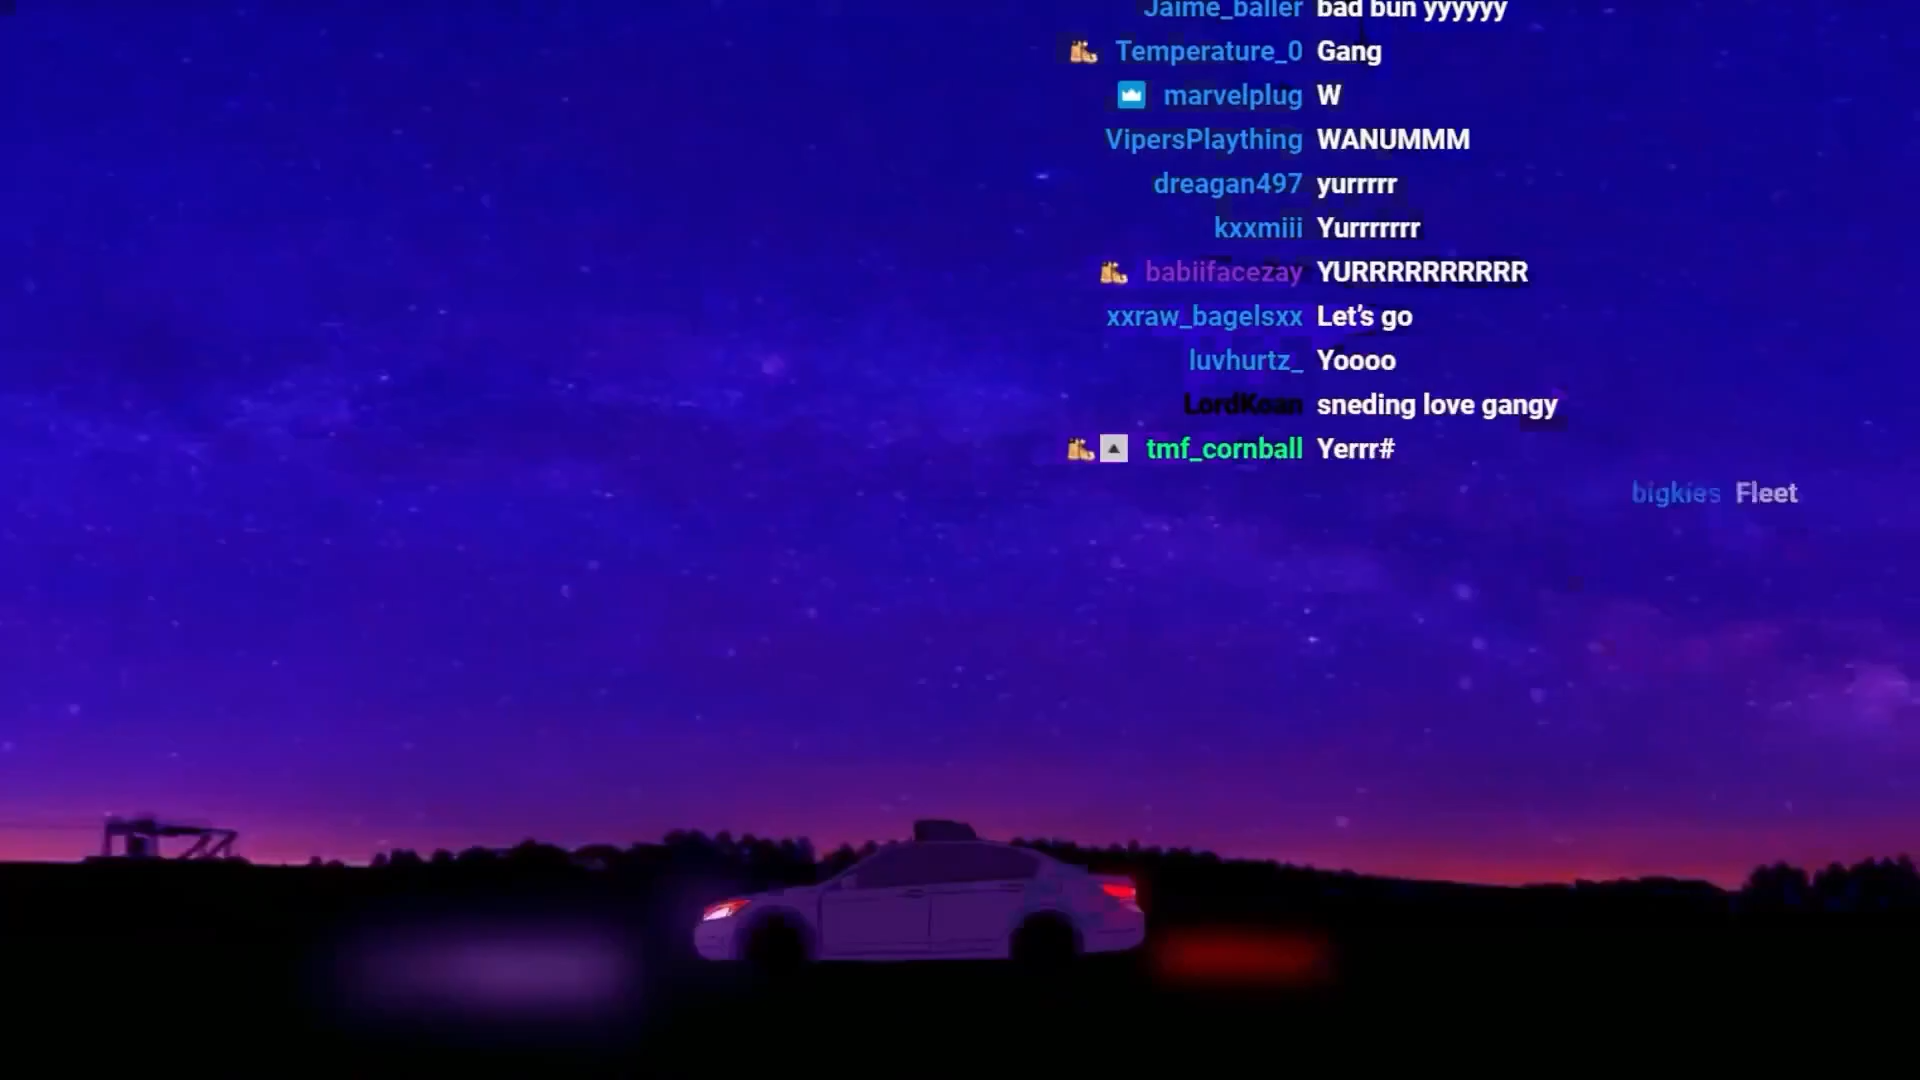 Jaime_baller bad bun yyyyyy
Temperature_0 Gang
marvelplug W
VipersPlaything WANUMMM
dreagan497 yurrrrr
kxxmiii Yurrrrrrr
babiifacezay YURRRRRRRRRR
xxraw_bagelsxx Let's go
luvhurtz_ Yoooo
LordKoan sneding love gangy
tmf_cornball Yerrr#
bigkies Fleet